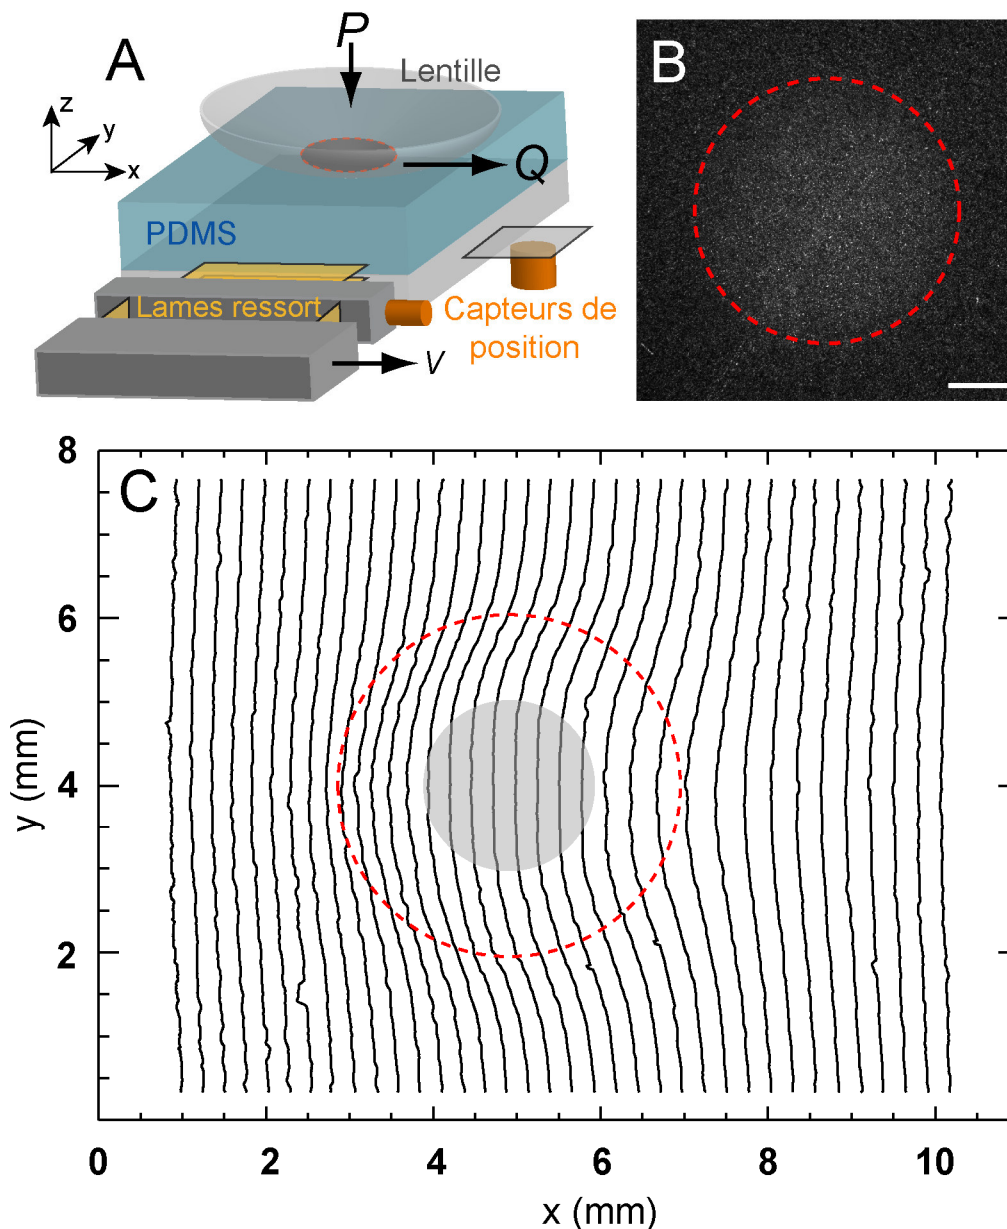 A
P
Lentille
z
y
x
Q
PDMS
Lames ressort
Capteurs de
position
V
B
C
8
6
4
2
0
0 2 4 6 8 10
y (mm)
x (mm)